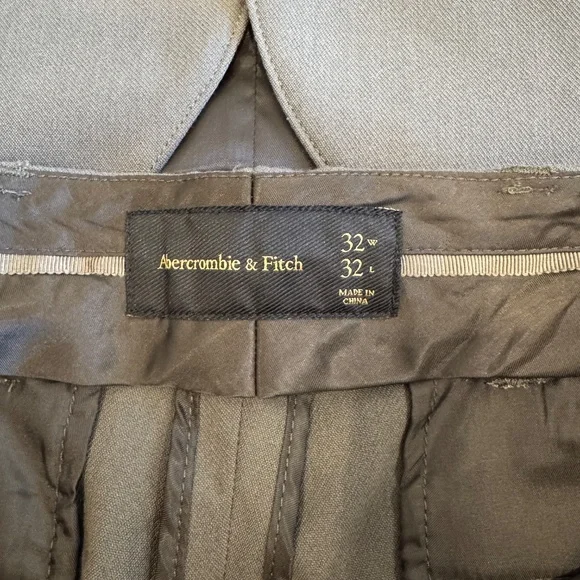 Abercrombie & Fitch
32 W
32 L
MADE IN
CHINA